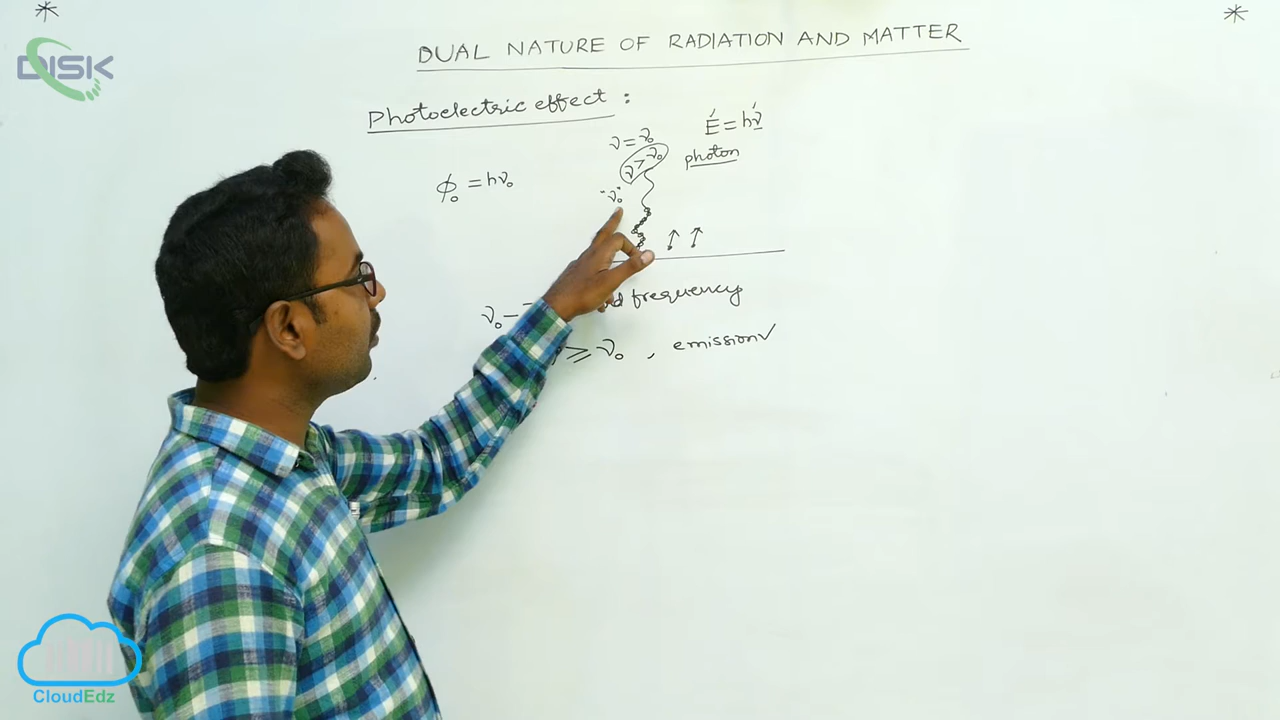 DISK
DUAL NATURE OF RADIATION AND MATTER
Photoelectric effect :
ν = ν₀
É = hν́
ν > ν₀
photon
ϕ₀ = hν₀
"ν₀"
ν₀ – frequency
≥ ν₀ , emission✓
CloudEdz